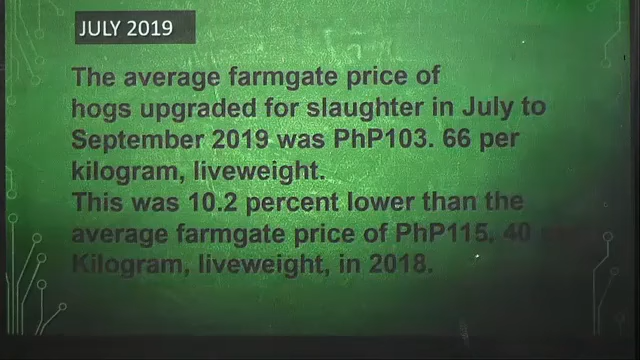 JULY 2019
The average farmgate price of
hogs upgraded for slaughter in July to
September 2019 was PhP103. 66 per
kilogram, liveweight.
This was 10.2 percent lower than the
average farmgate price of PhP115. 40
Kilogram, liveweight, in 2018.